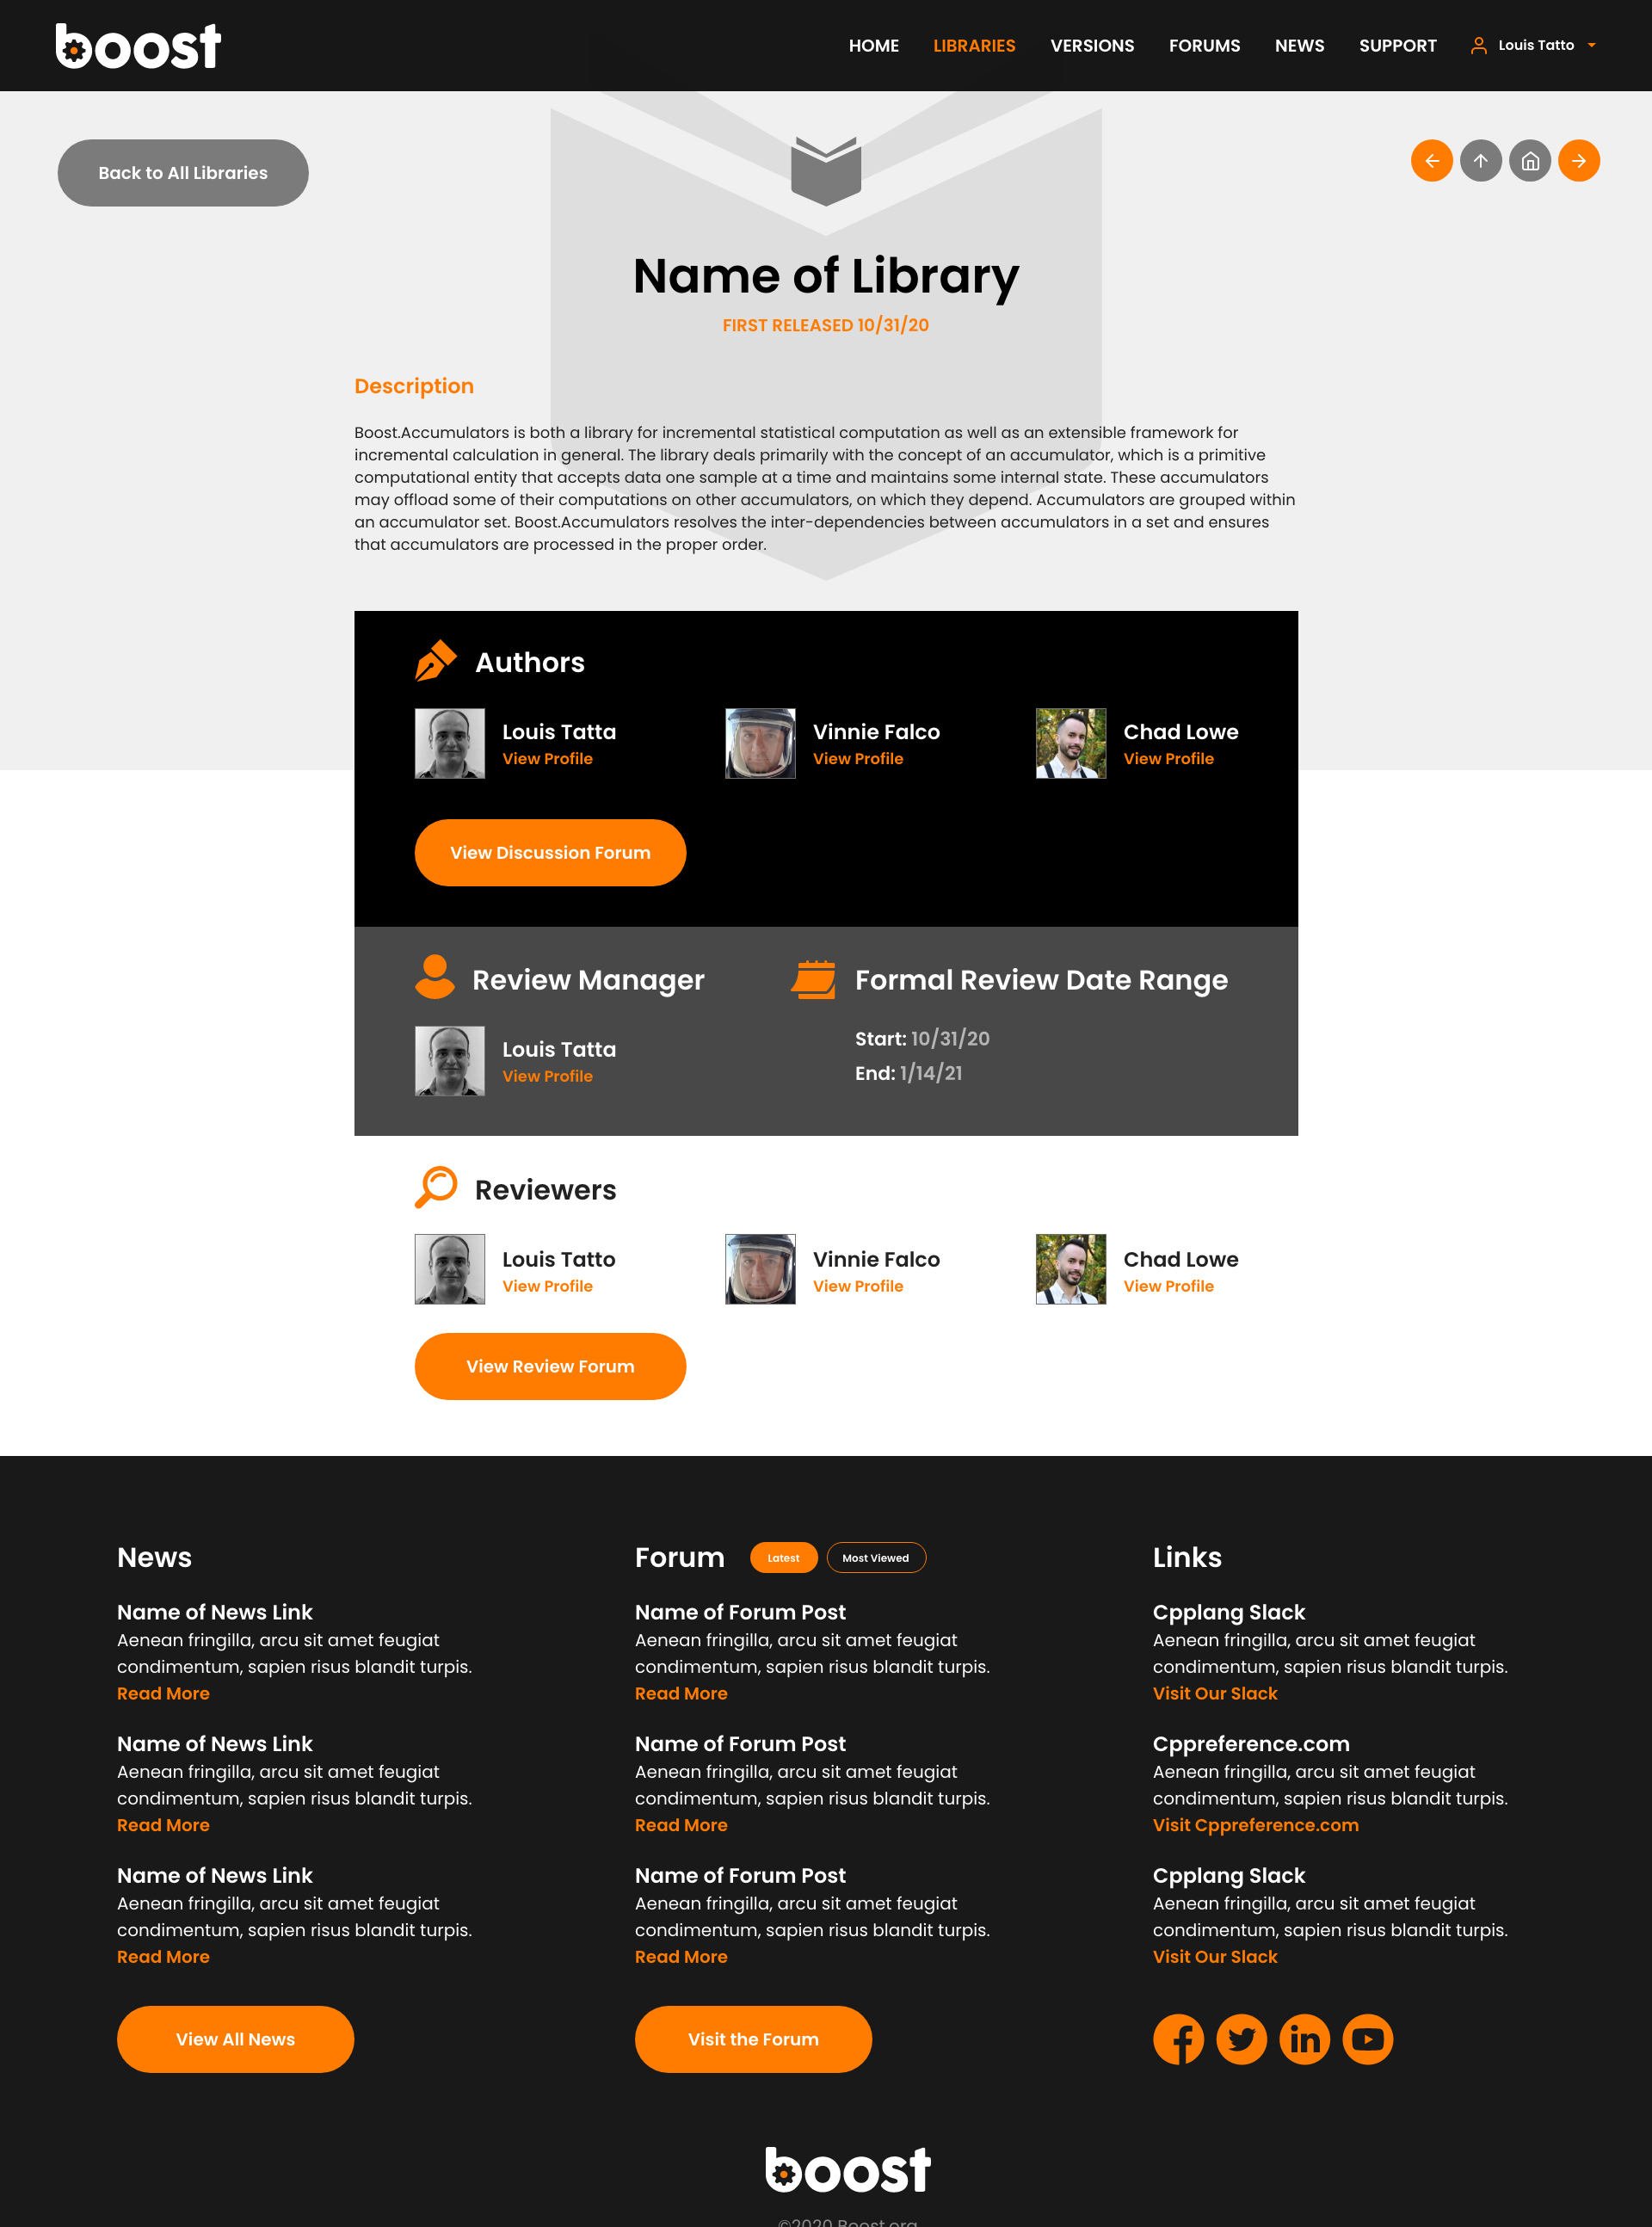 boost
HOME LIBRARIES VERSIONS FORUMS NEWS SUPPORT Louis Tatto
Back to All Libraries
Name of Library
FIRST RELEASED 10/31/20
Description
Boost.Accumulators is both a library for incremental statistical computation as well as an extensible framework for
incremental calculation in general. The library deals primarily with the concept of an accumulator, which is a primitive
computational entity that accepts data one sample at a time and maintains some internal state. These accumulators
may offload some of their computations on other accumulators, on which they depend. Accumulators are grouped within
an accumulator set. Boost.Accumulators resolves the inter-dependencies between accumulators in a set and ensures
that accumulators are processed in the proper order.
Authors
Louis Tatta
View Profile
Vinnie Falco
View Profile
Chad Lowe
View Profile
View Discussion Forum
Review Manager
Louis Tatta
View Profile
Formal Review Date Range
Start: 10/31/20
End: 1/14/21
Reviewers
Louis Tatto
View Profile
Vinnie Falco
View Profile
Chad Lowe
View Profile
View Review Forum
News
Name of News Link
Aenean fringilla, arcu sit amet feugiat
condimentum, sapien risus blandit turpis.
Read More
Name of News Link
Aenean fringilla, arcu sit amet feugiat
condimentum, sapien risus blandit turpis.
Read More
Name of News Link
Aenean fringilla, arcu sit amet feugiat
condimentum, sapien risus blandit turpis.
Read More
View All News
Forum
Latest
Most Viewed
Name of Forum Post
Aenean fringilla, arcu sit amet feugiat
condimentum, sapien risus blandit turpis.
Read More
Name of Forum Post
Aenean fringilla, arcu sit amet feugiat
condimentum, sapien risus blandit turpis.
Read More
Name of Forum Post
Aenean fringilla, arcu sit amet feugiat
condimentum, sapien risus blandit turpis.
Read More
Visit the Forum
Links
Cpplang Slack
Aenean fringilla, arcu sit amet feugiat
condimentum, sapien risus blandit turpis.
Visit Our Slack
Cppreference.com
Aenean fringilla, arcu sit amet feugiat
condimentum, sapien risus blandit turpis.
Visit Cppreference.com
Cpplang Slack
Aenean fringilla, arcu sit amet feugiat
condimentum, sapien risus blandit turpis.
Visit Our Slack
boost
©2020 Boost.org